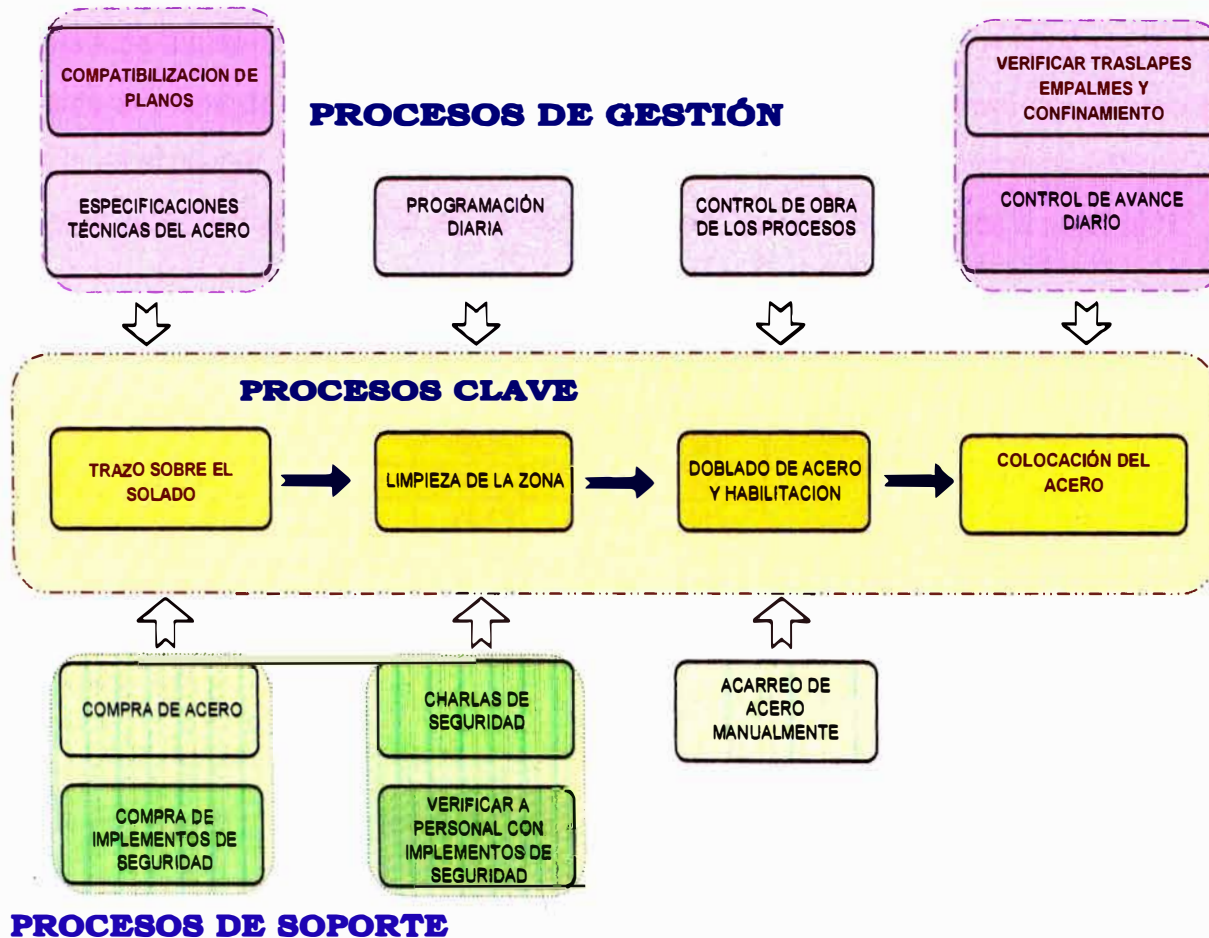 COMPATIBILIZACION DE
PLANOS
PROCESOS DE GESTIÓN
VERIFICAR TRASLAPES
EMPALMES Y
CONFINAMIENTO
ESPECIFICACIONES
TÉCNICAS DEL ACERO
PROGRAMACIÓN
DIARIA
CONTROL DE OBRA
DE LOS PROCESOS
CONTROL DE AVANCE
DIARIO
PROCESOS CLAVE
TRAZO SOBRE EL
SOLADO
LIMPIEZA DE LA ZONA
DOBLADO DE ACERO
Y HABILITACION
COLOCACIÓN DEL
ACERO
COMPRA DE ACERO
CHARLAS DE
SEGURIDAD
ACARREO DE
ACERO
MANUALMENTE
COMPRA DE
IMPLEMENTOS DE
SEGURIDAD
VERIFICAR A
PERSONAL CON
IMPLEMENTOS DE
SEGURIDAD
PROCESOS DE SOPORTE